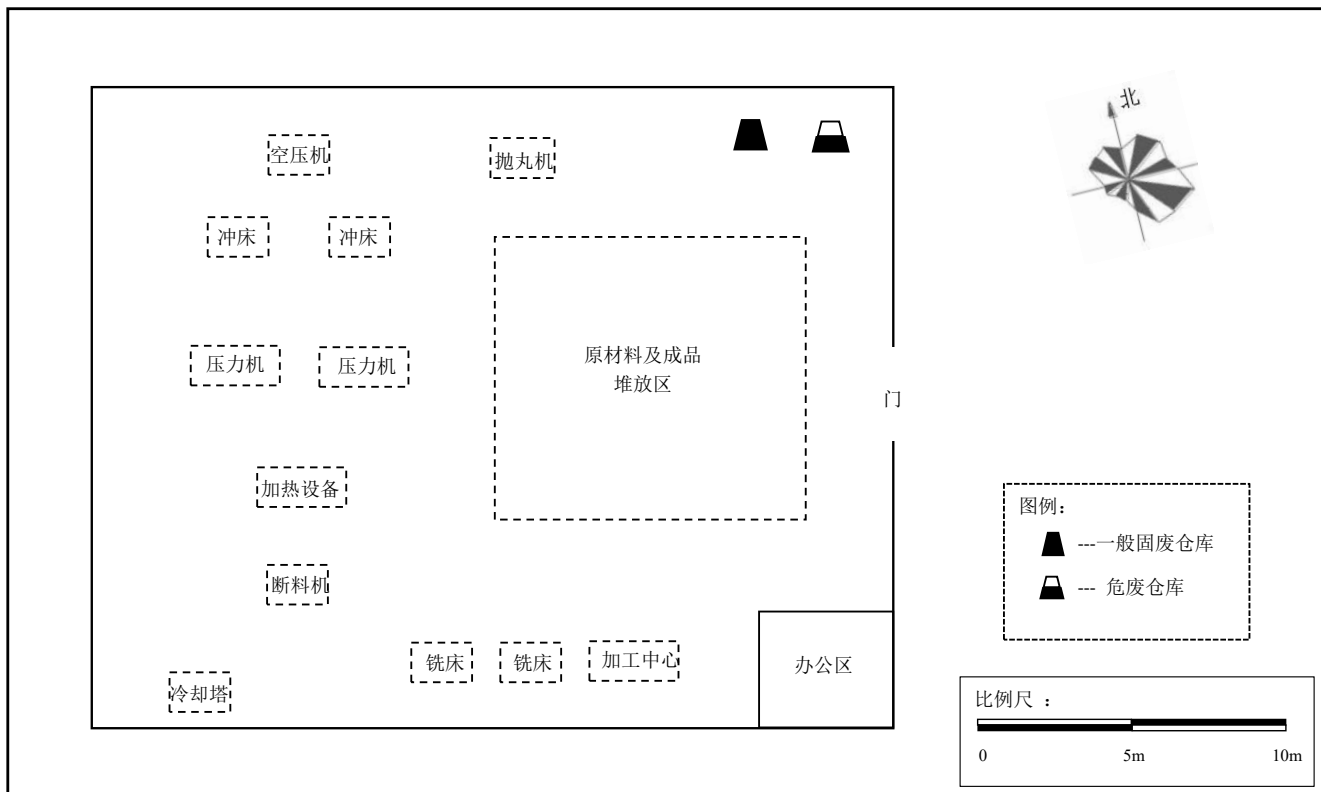 北
空压机
抛丸机
冲床
冲床
压力机
压力机
原材料及成品
堆放区
门
加热设备
断料机
铣床
铣床
加工中心
办公区
冷却塔
图例：
---一般固废仓库
--- 危废仓库
比例尺 ：
0
5m
10m